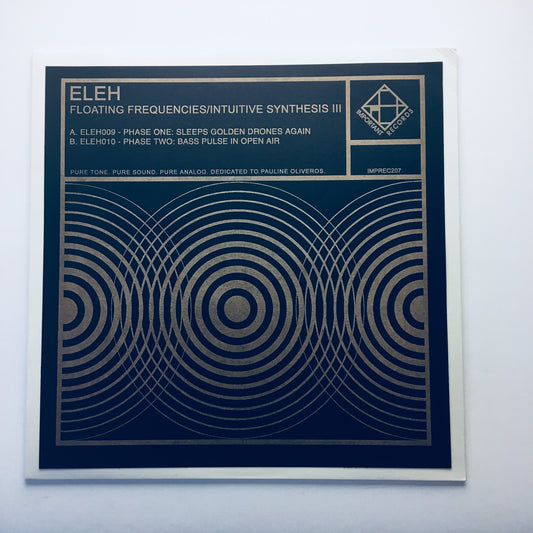 ELEH
FLOATING FREQUENCIES/INTUITIVE SYNTHESIS III
A. ELEH009 - PHASE ONE: SLEEPS GOLDEN DRONES AGAIN
B. ELEH010 - PHASE TWO: BASS PULSE IN OPEN AIR
PURE TONE. PURE SOUND. PURE ANALOG. DEDICATED TO PAULINE OLIVEROS.
IMPORTANT
RECORDS
IMPREC207